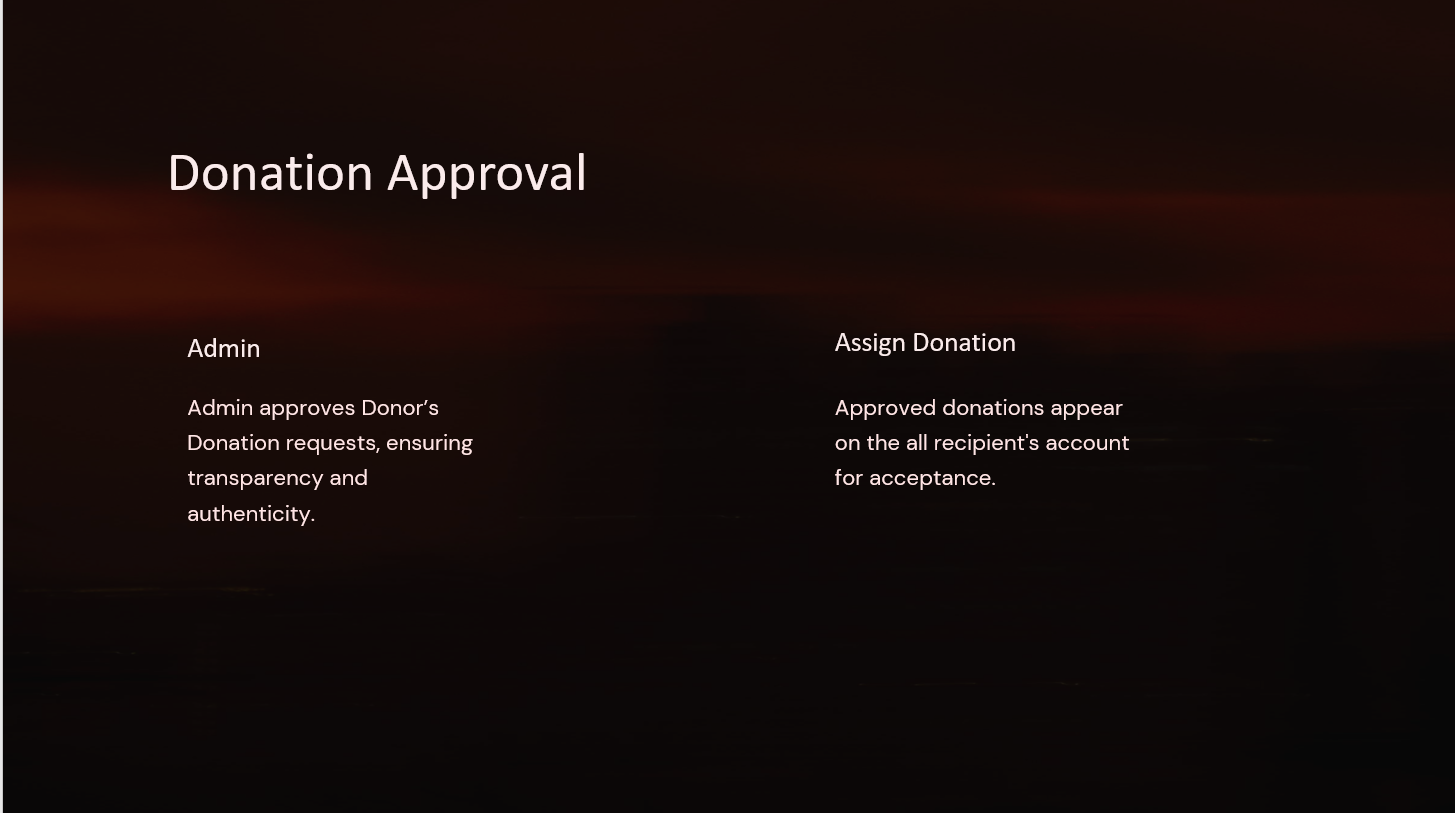 Donation Approval
Admin
Admin approves Donor’s
Donation requests, ensuring
transparency and
authenticity.
Assign Donation
Approved donations appear
on the all recipient's account
for acceptance.